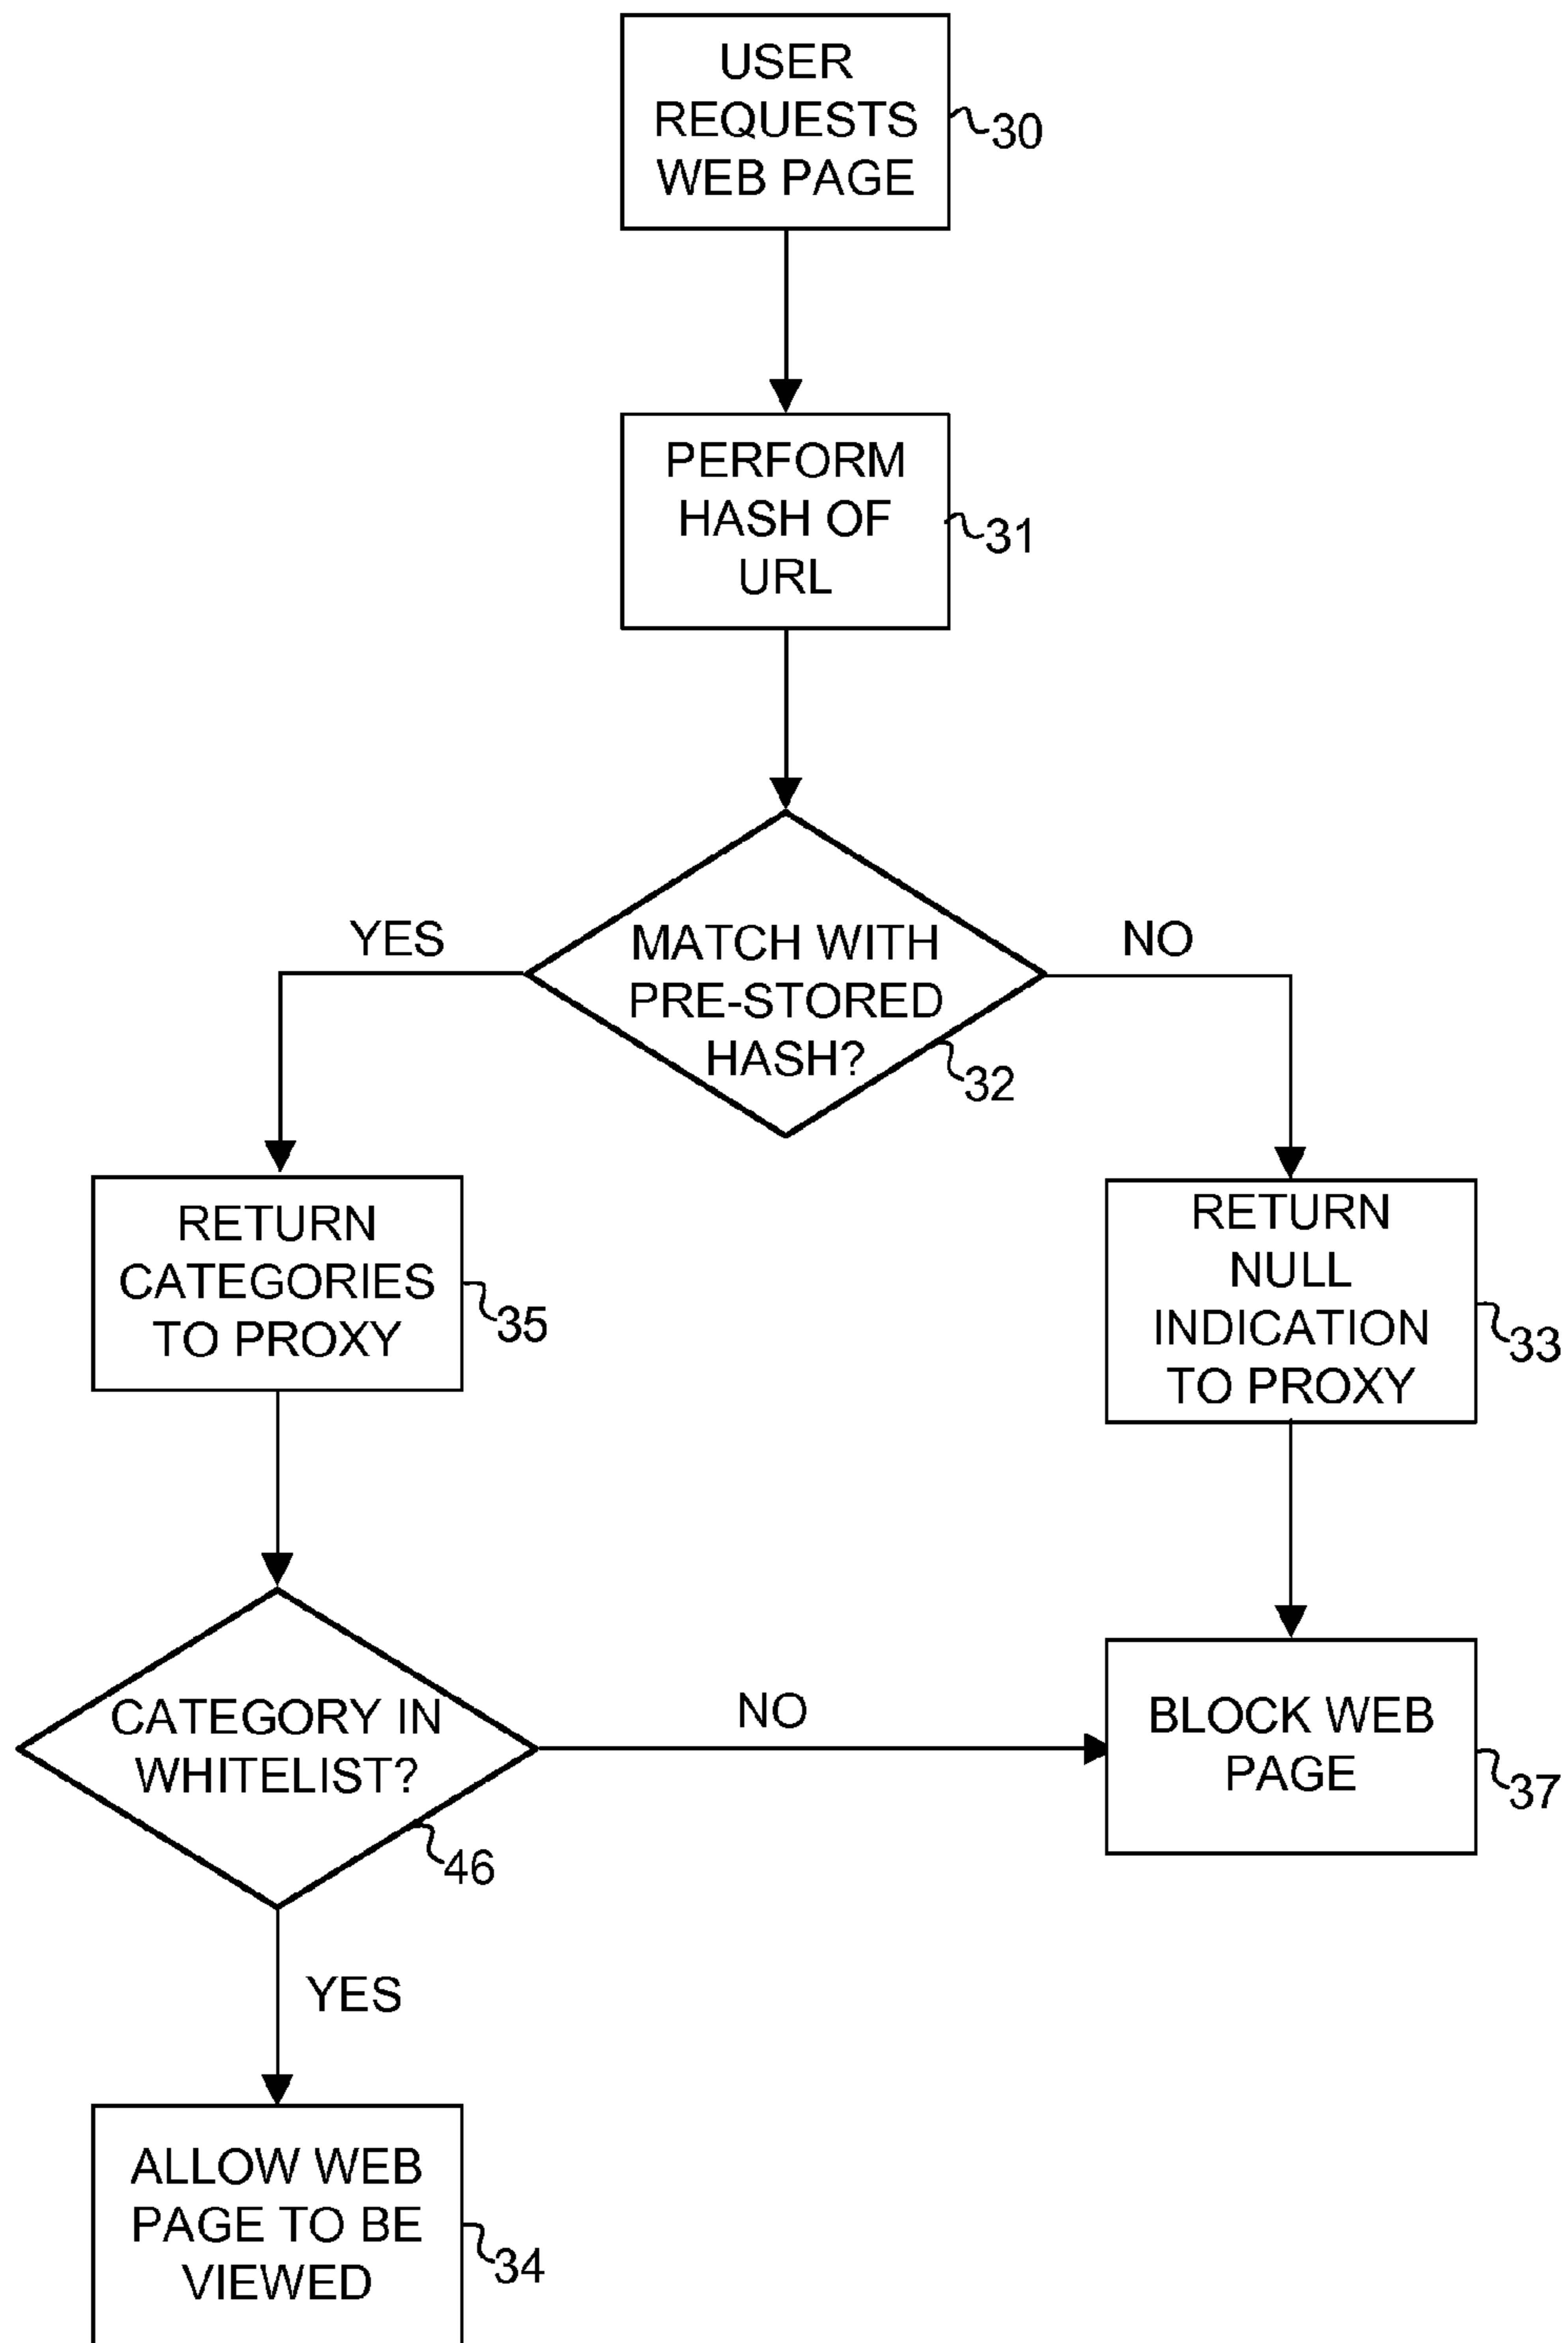 USER
REQUESTS
WEB PAGE
30
PERFORM
HASH OF
URL
31
YES
NO
MATCH WITH
PRE-STORED
HASH?
32
RETURN
CATEGORIES
TO PROXY
35
RETURN
NULL
INDICATION
TO PROXY
33
CATEGORY IN
WHITELIST?
46
NO
BLOCK WEB
PAGE
37
YES
ALLOW WEB
PAGE TO BE
VIEWED
34